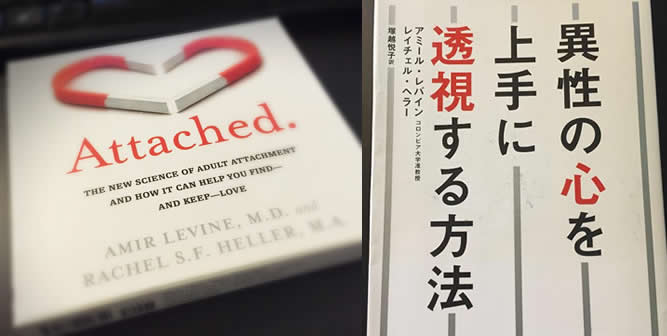 Attached.
THE NEW SCIENCE OF ADULT ATTACHMENT
AND HOW IT CAN HELP YOU FIND—
AND KEEP—LOVE
AMIR LEVINE, M.D. and
RACHEL S.F. HELLER, M.A.
異性の心を
上手に
透視する方法
アミール・レバイン コロンビア大学准教授
レイチェル・ヘラー
塚越悦子 訳